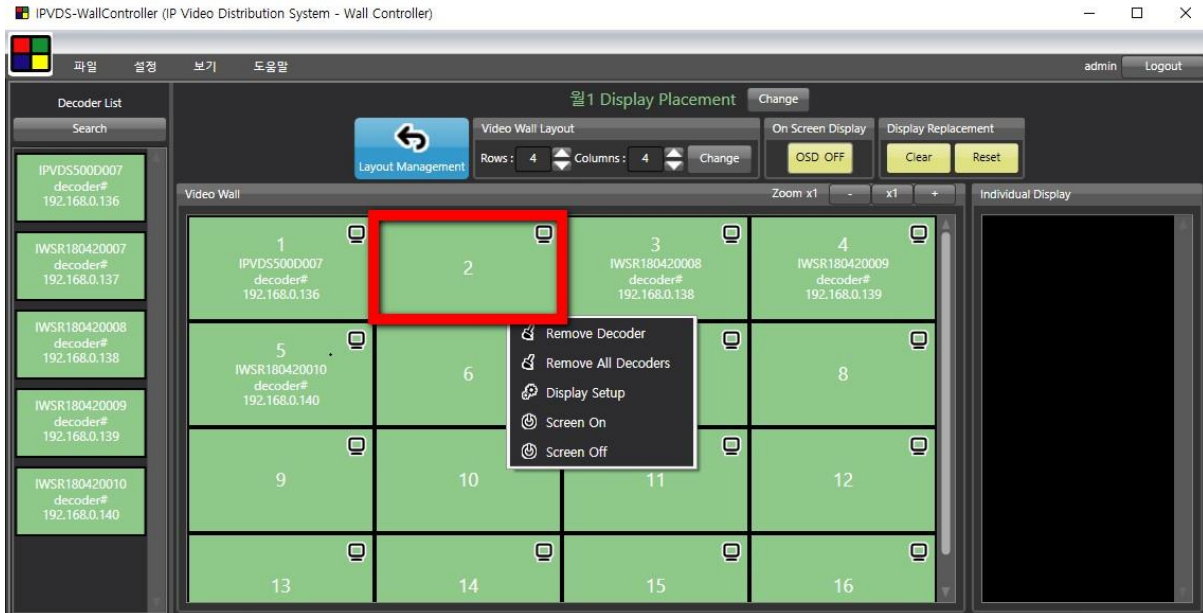 IPVDS-WallController (IP Video Distribution System - Wall Controller)
파일 설정 보기 도움말
admin Logout
Decoder List
Search
월1 Display Placement Change
Layout Management
Video Wall Layout
Rows : 4 Columns : 4 Change
On Screen Display
OSD OFF
Display Replacement
Clear Reset
IPVDS500D007
decoder#
192.168.0.136
IWSR180420007
decoder#
192.168.0.137
IWSR180420008
decoder#
192.168.0.138
IWSR180420009
decoder#
192.168.0.139
IWSR180420010
decoder#
192.168.0.140
Video Wall
Zoom x1 - x1 +
1
IPVDS500D007
decoder#
192.168.0.136
2
3
IWSR180420008
decoder#
192.168.0.138
4
IWSR180420009
decoder#
192.168.0.139
5
IWSR180420010
decoder#
192.168.0.140
6
Remove Decoder
Remove All Decoders
Display Setup
Screen On
Screen Off
8
9
10
11
12
13
14
15
16
Individual Display